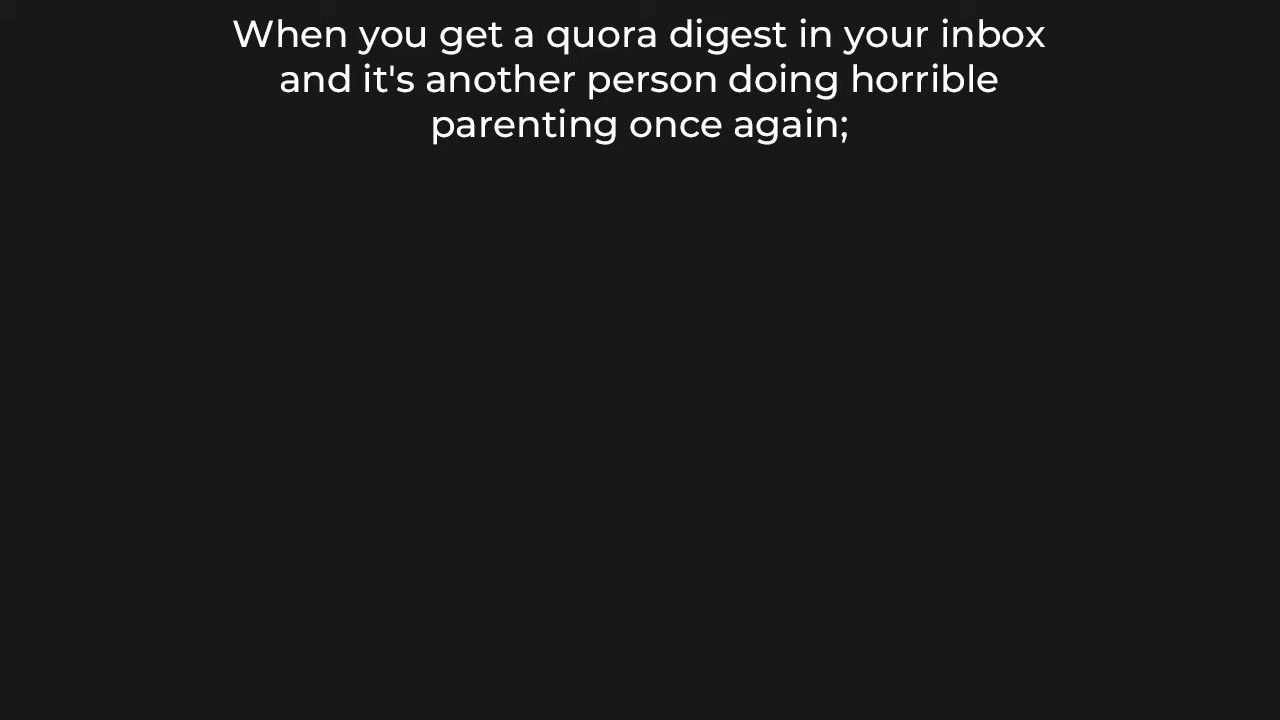 When you get a quora digest in your inbox
and it's another person doing horrible
parenting once again;